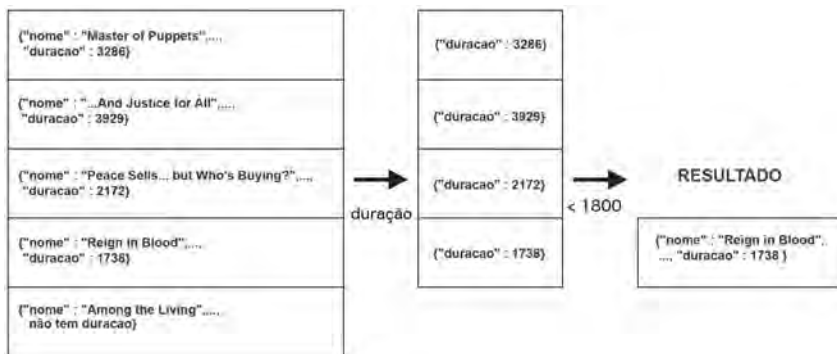 {"nome" : "Master of Puppets",....,
"duracao" : 3286}
{"nome" : "...And Justice for All",....,
"duracao" : 3929}
{"nome" : "Peace Sells... but Who's Buying?",....,
"duracao" : 2172}
{"nome" : "Reign in Blood",....,
"duracao" : 1738}
{"nome" : "Among the Living",....,
não tem duracao}
duração
{"duracao" : 3286}
{"duracao" : 3929}
{"duracao" : 2172}
{"duracao" : 1738}
< 1800
RESULTADO
{"nome" : "Reign in Blood",
...., "duracao" : 1738 }